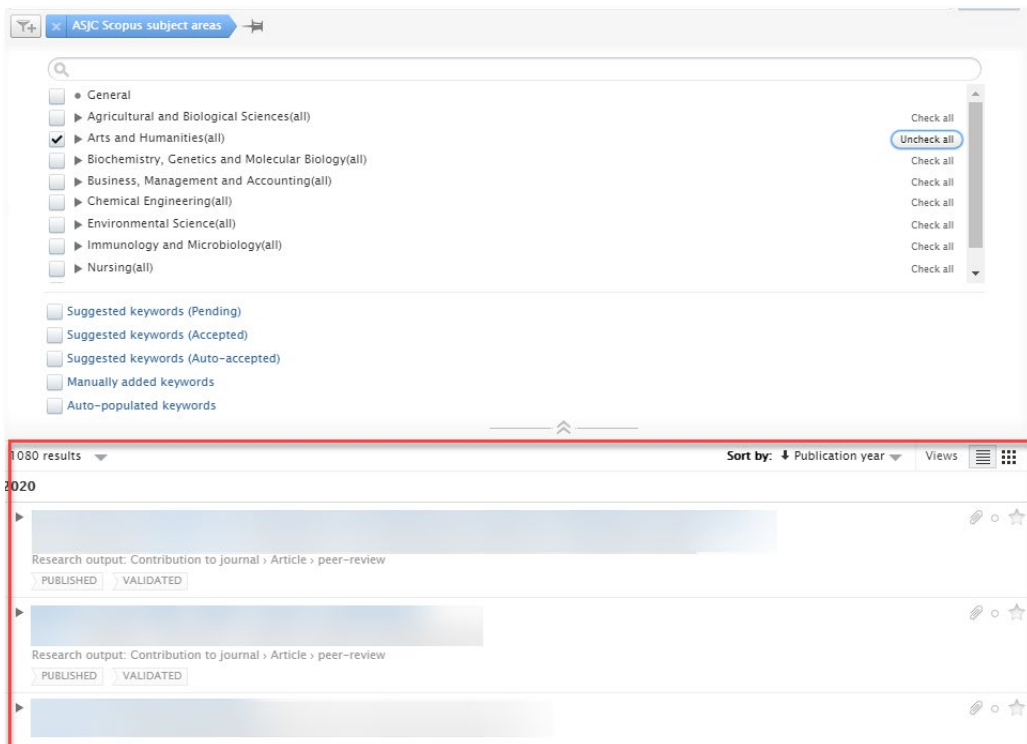 ASJC Scopus subject areas
General
Agricultural and Biological Sciences(all) Check all
Arts and Humanities(all) Uncheck all
Biochemistry, Genetics and Molecular Biology(all) Check all
Business, Management and Accounting(all) Check all
Chemical Engineering(all) Check all
Environmental Science(all) Check all
Immunology and Microbiology(all) Check all
Nursing(all) Check all
Suggested keywords (Pending)
Suggested keywords (Accepted)
Suggested keywords (Auto-accepted)
Manually added keywords
Auto-populated keywords
1080 results Sort by: Publication year Views
2020
Research output: Contribution to journal › Article › peer-review
PUBLISHED VALIDATED
Research output: Contribution to journal › Article › peer-review
PUBLISHED VALIDATED